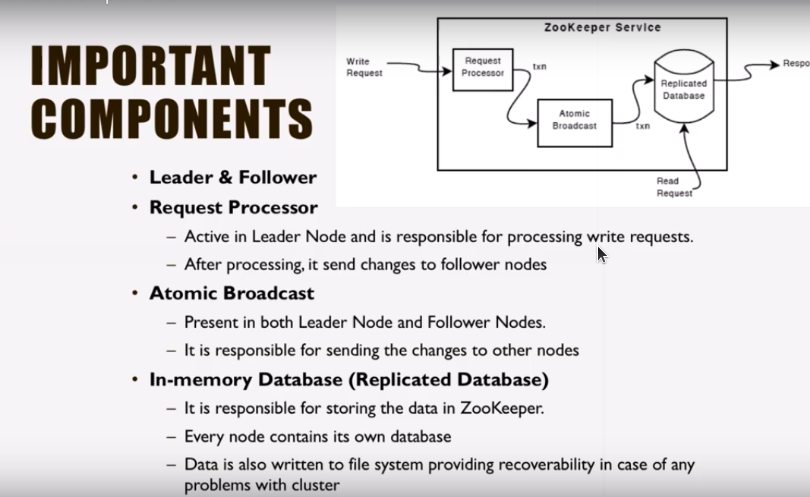 IMPORTANT
COMPONENTS
ZooKeeper Service
Write
Request
Request
Processor
txn
Atomic
Broadcast
txn
Replicated
Database
Respo
Read
Request
• Leader & Follower
• Request Processor
– Active in Leader Node and is responsible for processing write requests.
– After processing, it send changes to follower nodes
• Atomic Broadcast
– Present in both Leader Node and Follower Nodes.
– It is responsible for sending the changes to other nodes
• In-memory Database (Replicated Database)
– It is responsible for storing the data in ZooKeeper.
– Every node contains its own database
– Data is also written to file system providing recoverability in case of any
problems with cluster